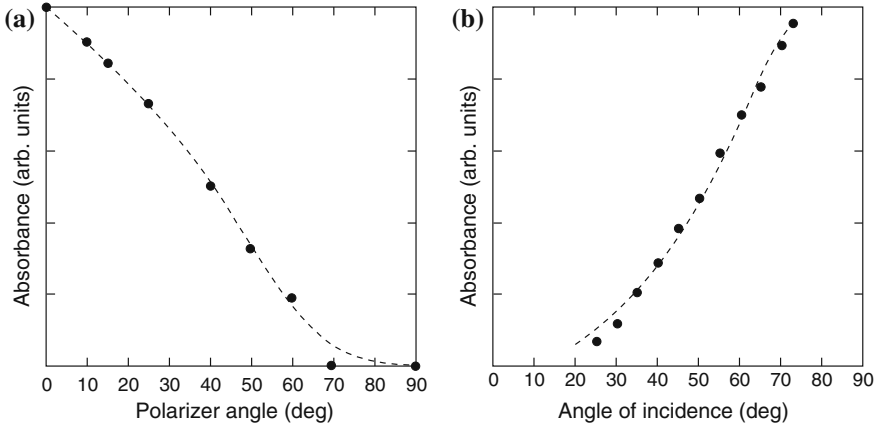 (a)
Absorbance (arb. units)
0 10 20 30 40 50 60 70 80 90
Polarizer angle (deg)
(b)
Absorbance (arb. units)
0 10 20 30 40 50 60 70 80 90
Angle of incidence (deg)